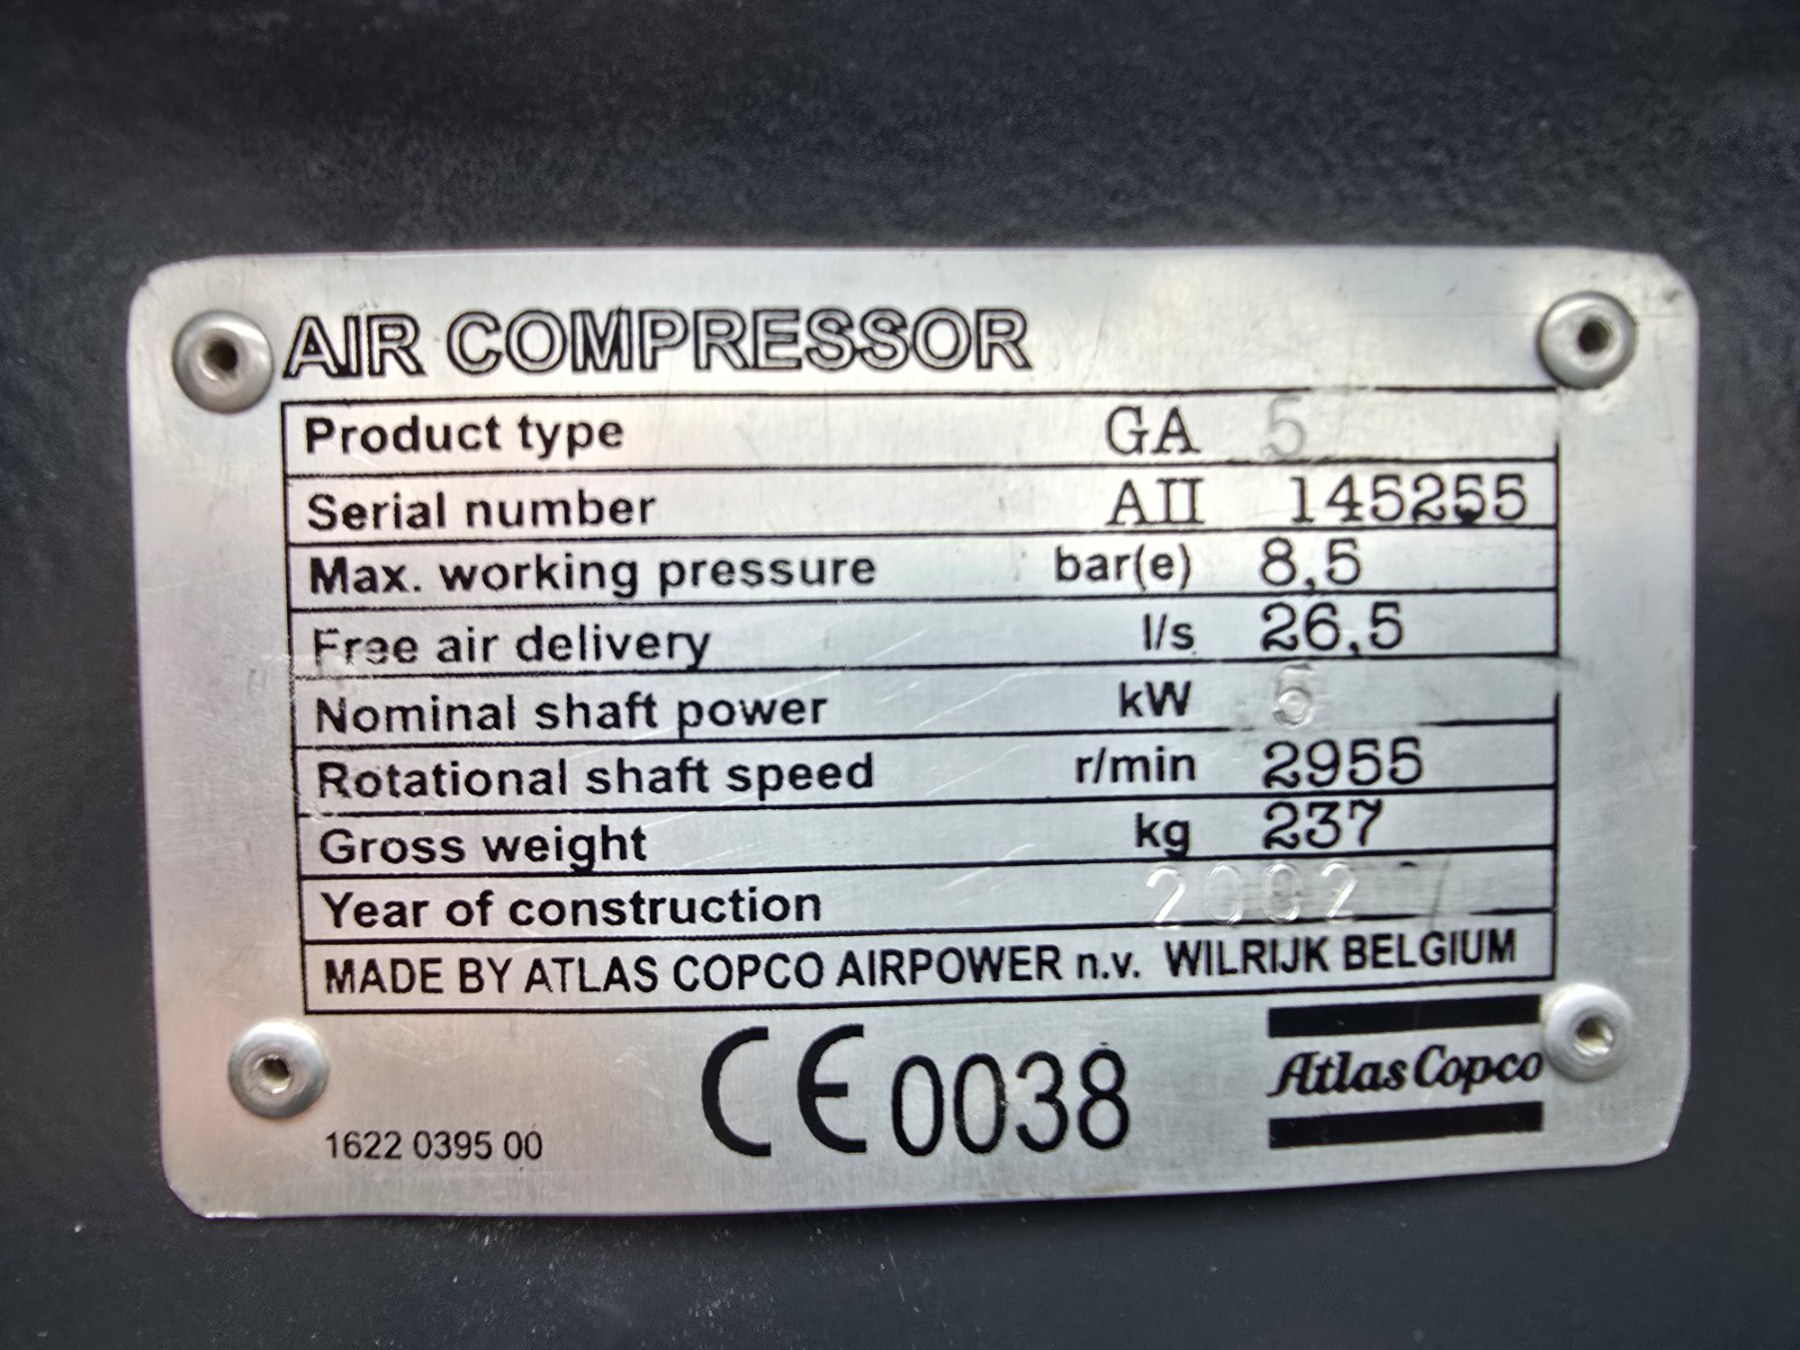 AIR COMPRESSOR
Product type GA 5
Serial number AII 145255
Max. working pressure bar(e) 8,5
Free air delivery l/s 26,5
Nominal shaft power kW 5
Rotational shaft speed r/min 2955
Gross weight kg 237
Year of construction 2002
MADE BY ATLAS COPCO AIRPOWER n.v. WILRIJK BELGIUM
CE 0038
Atlas Copco
1622 0395 00